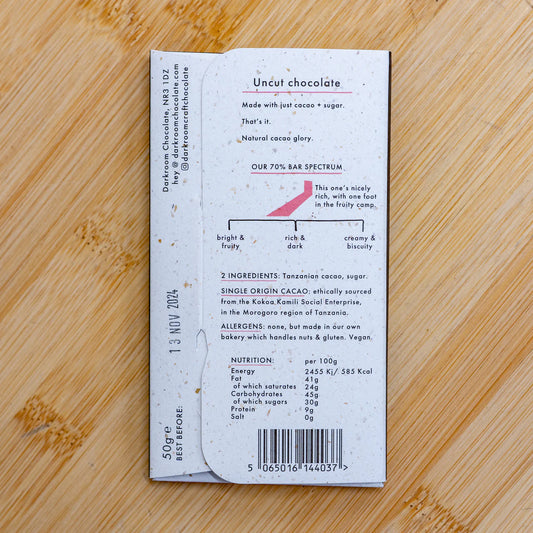 Uncut chocolate
Made with just cacao + sugar.
That's it.
Natural cacao glory.
OUR 70% BAR SPECTRUM
This one's nicely
rich, with one foot
in the fruity camp
bright &
fruity
rich &
dark
creamy &
biscuity
2 INGREDIENTS: Tanzanian cacao, sugar.
SINGLE ORIGIN CACAO: ethically sourced
from the Kokoa Kamili Social Enterprise,
in the Morogoro region of Tanzania.
ALLERGENS: none, but made in our own
bakery which handles nuts & gluten. Vegan.
NUTRITION: per 100g
Energy 2455 Kj/ 585 Kcal
Fat 41g
of which saturates 24g
Carbohydrates 45g
of which sugars 30g
Protein 9g
Salt 0g
5 065016 144037 >
Darkroom Chocolate, NR3 1DZ
hey @ darkroomchocolate.com
darkroomcraftchocolate
50g e
BEST BEFORE:
13 NOV 2024